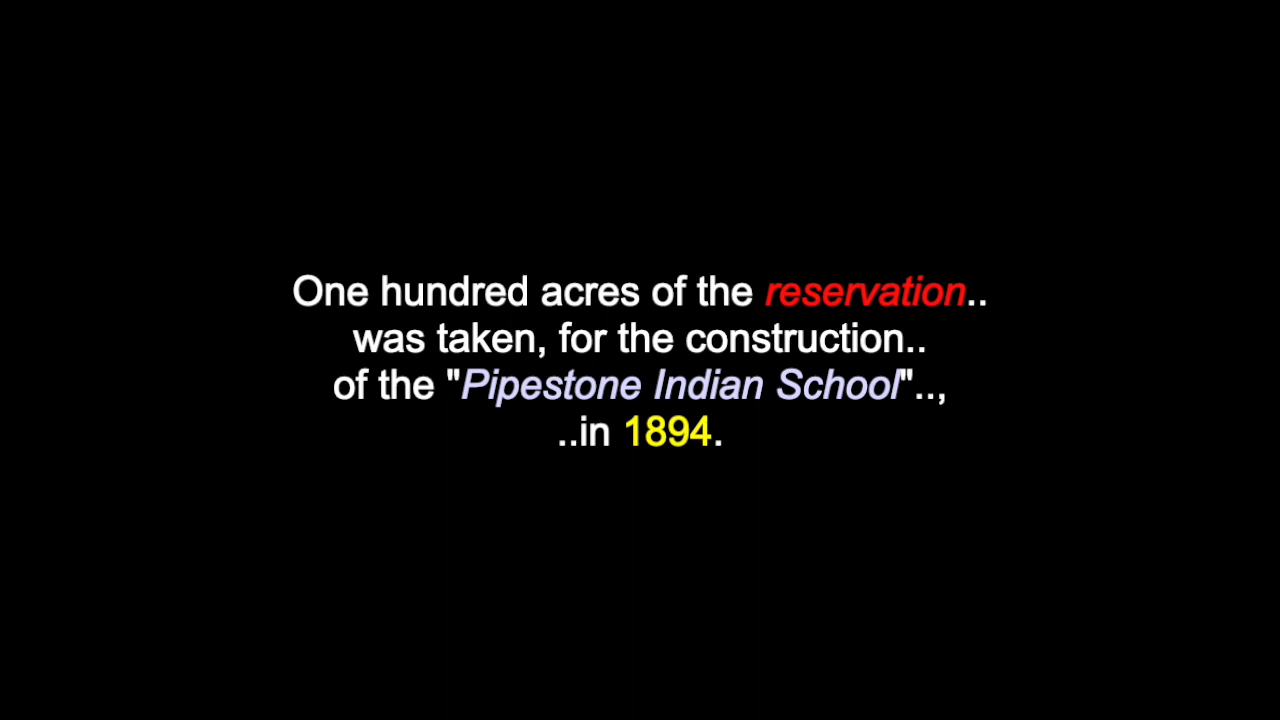 One hundred acres of the reservation..
was taken, for the construction..
of the "Pipestone Indian School"..,
..in 1894.